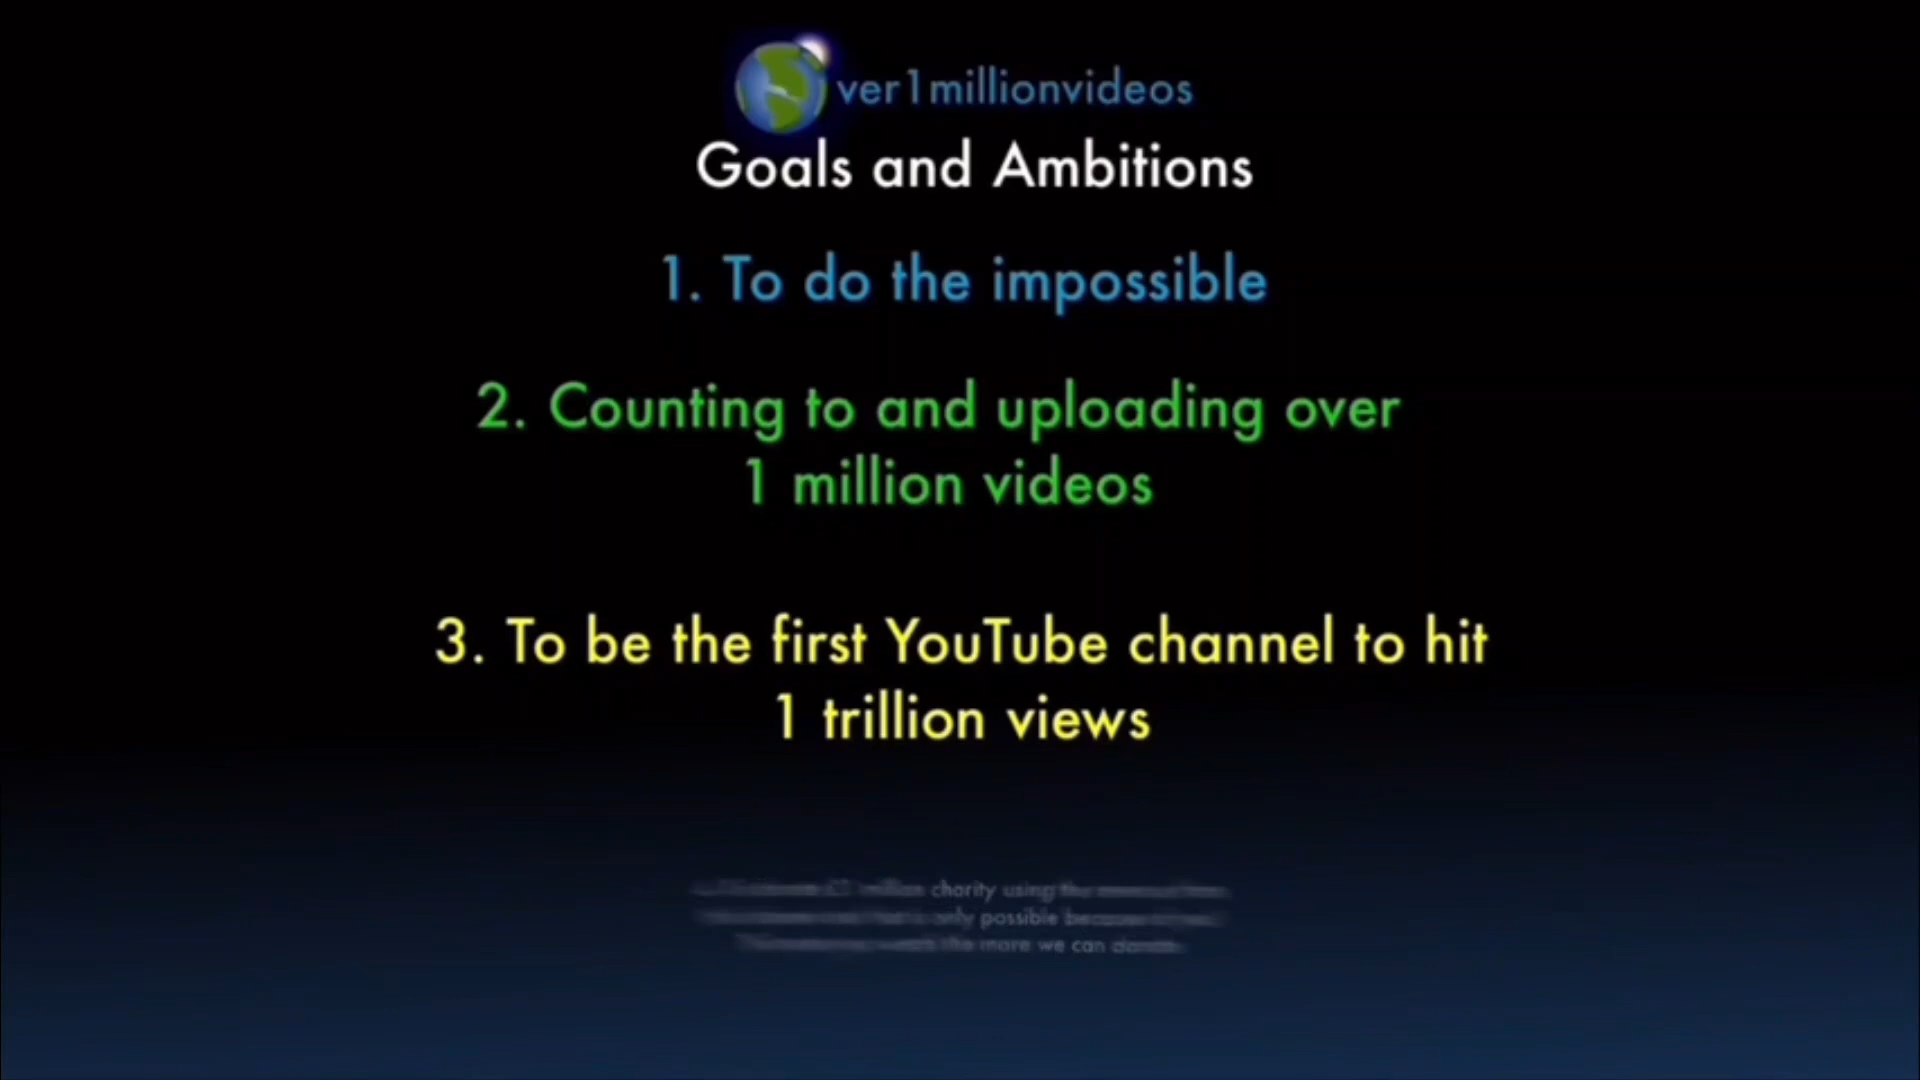 ver1millionvideos
Goals and Ambitions
1. To do the impossible
2. Counting to and uploading over
1 million videos
3. To be the first YouTube channel to hit
1 trillion views
charity using the
only possible because
the more we can